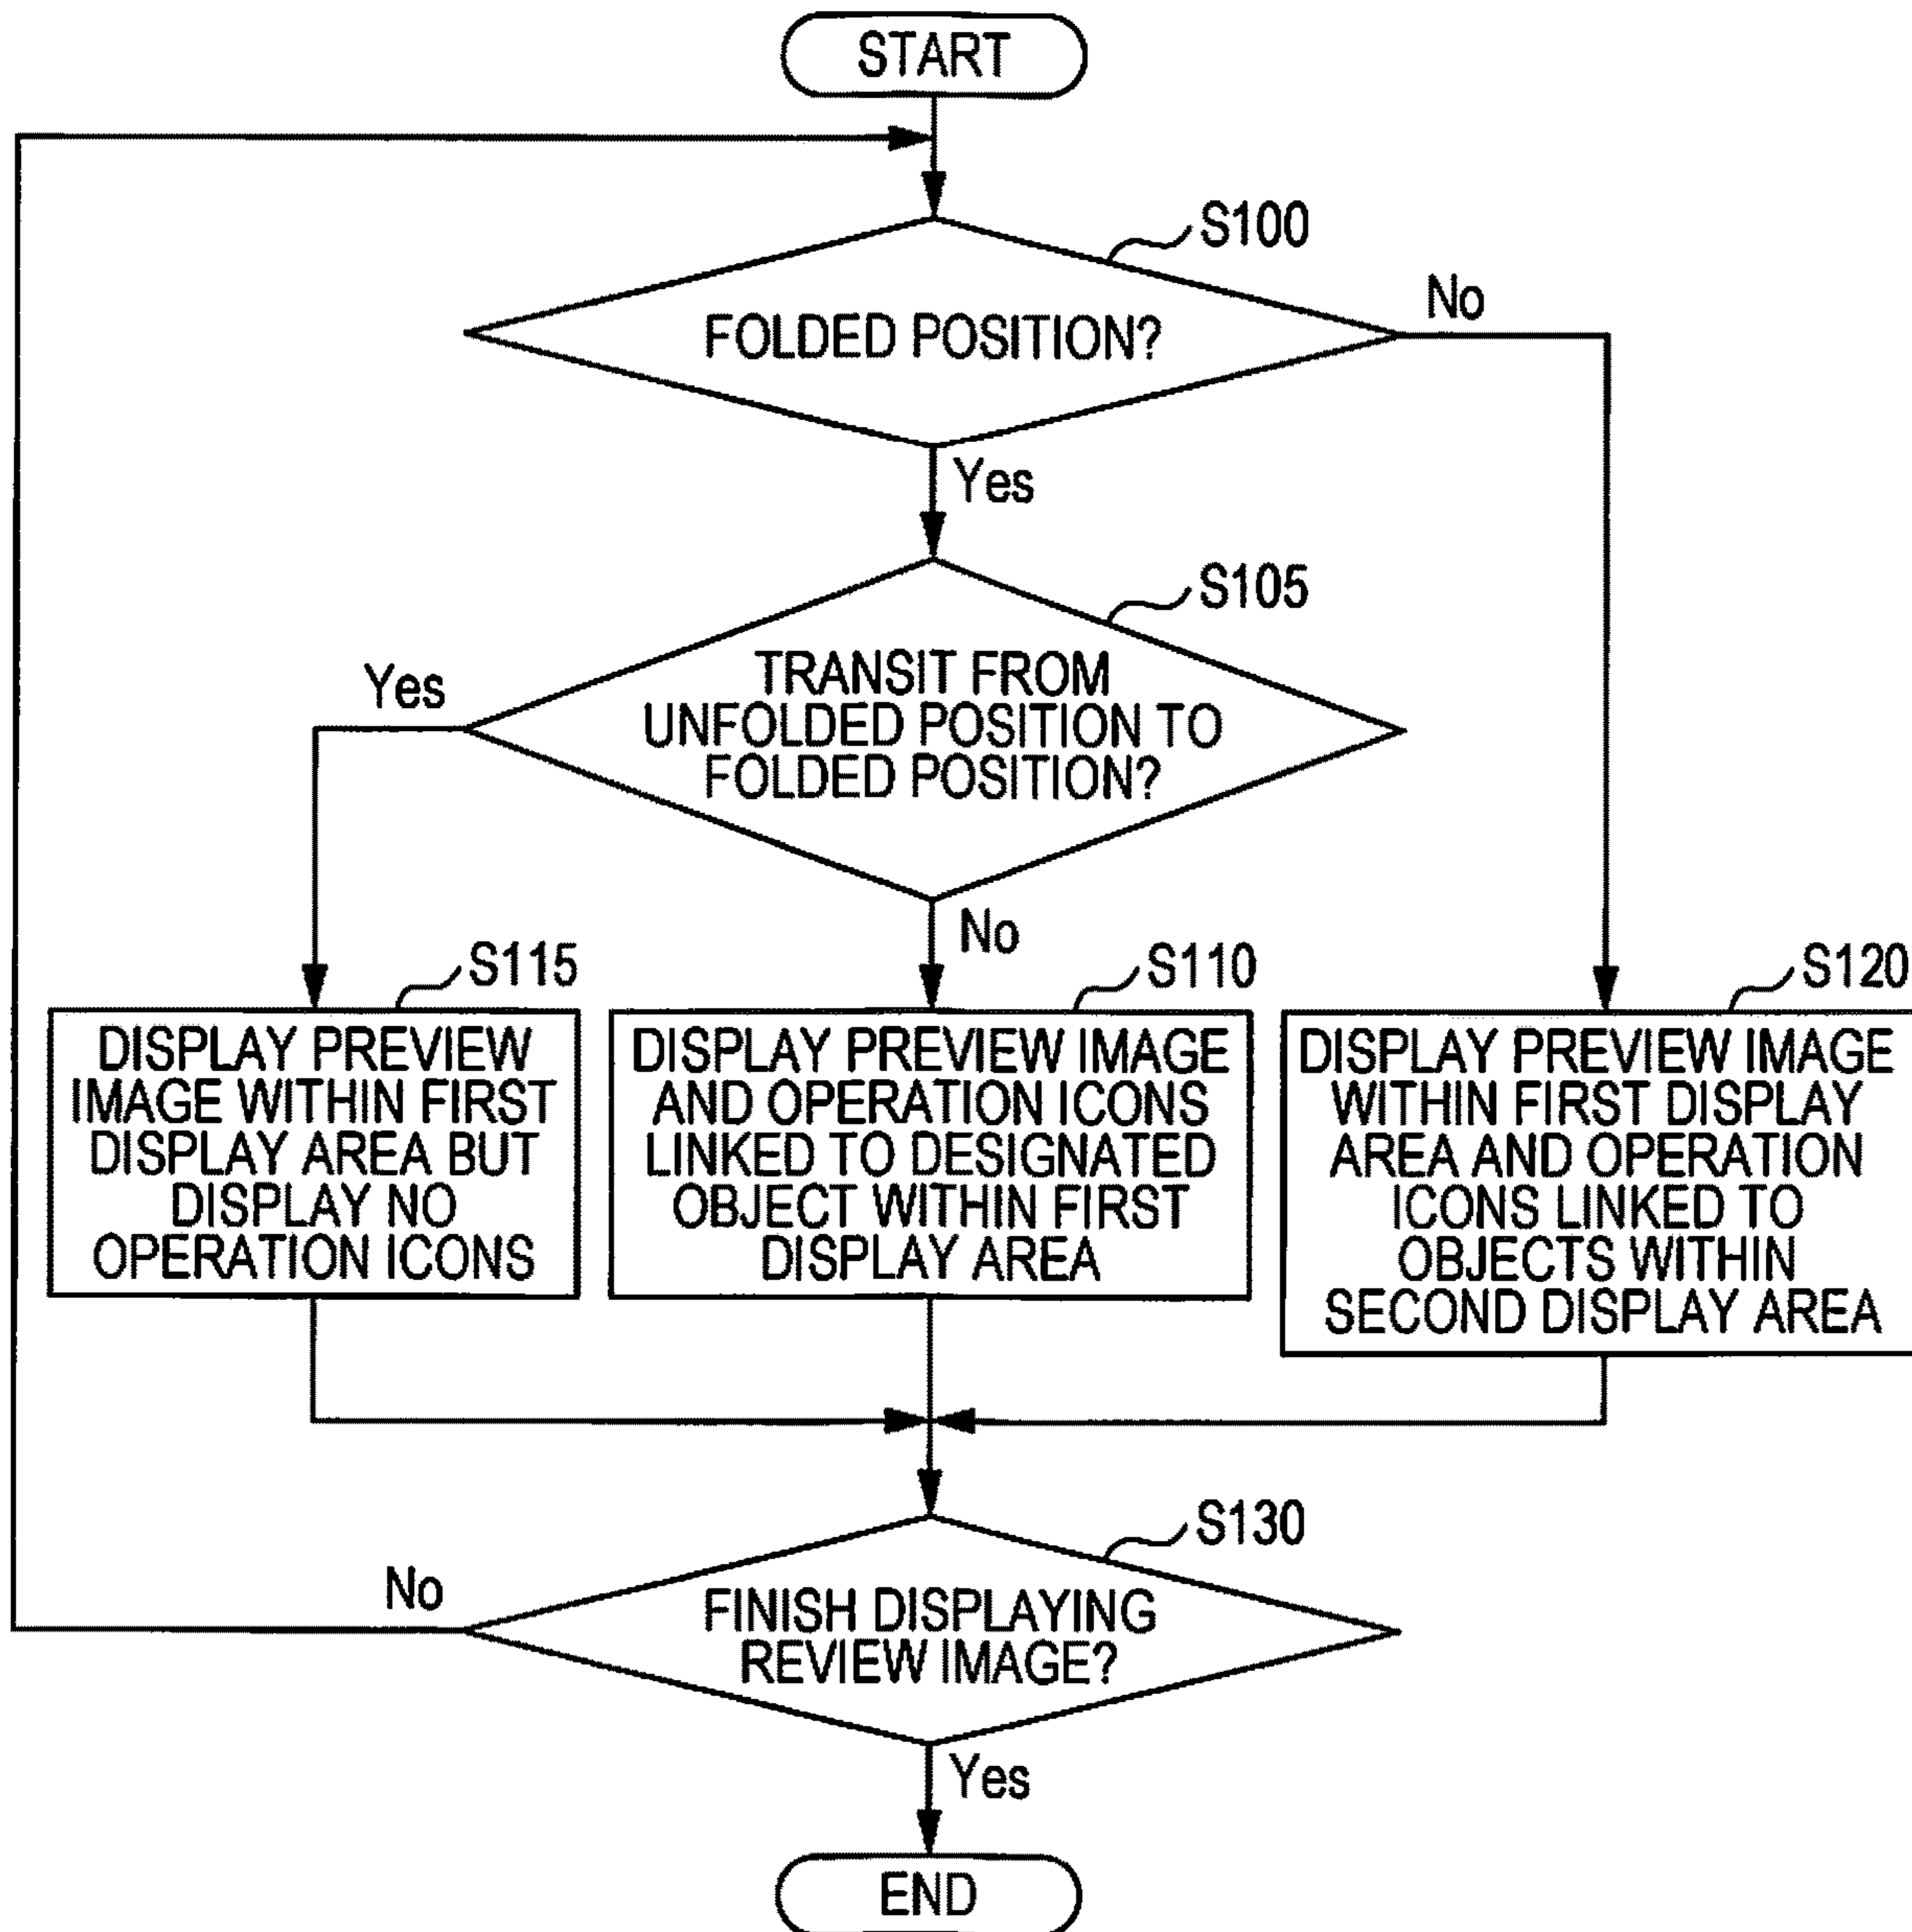 START
S100
FOLDED POSITION?
No
Yes
S105
TRANSIT FROM
UNFOLDED POSITION TO
FOLDED POSITION?
Yes
No
S115
DISPLAY PREVIEW
IMAGE WITHIN FIRST
DISPLAY AREA BUT
DISPLAY NO
OPERATION ICONS
S110
DISPLAY PREVIEW IMAGE
AND OPERATION ICONS
LINKED TO DESIGNATED
OBJECT WITHIN FIRST
DISPLAY AREA
S120
DISPLAY PREVIEW IMAGE
WITHIN FIRST DISPLAY
AREA AND OPERATION
ICONS LINKED TO
OBJECTS WITHIN
SECOND DISPLAY AREA
S130
FINISH DISPLAYING
REVIEW IMAGE?
No
Yes
END